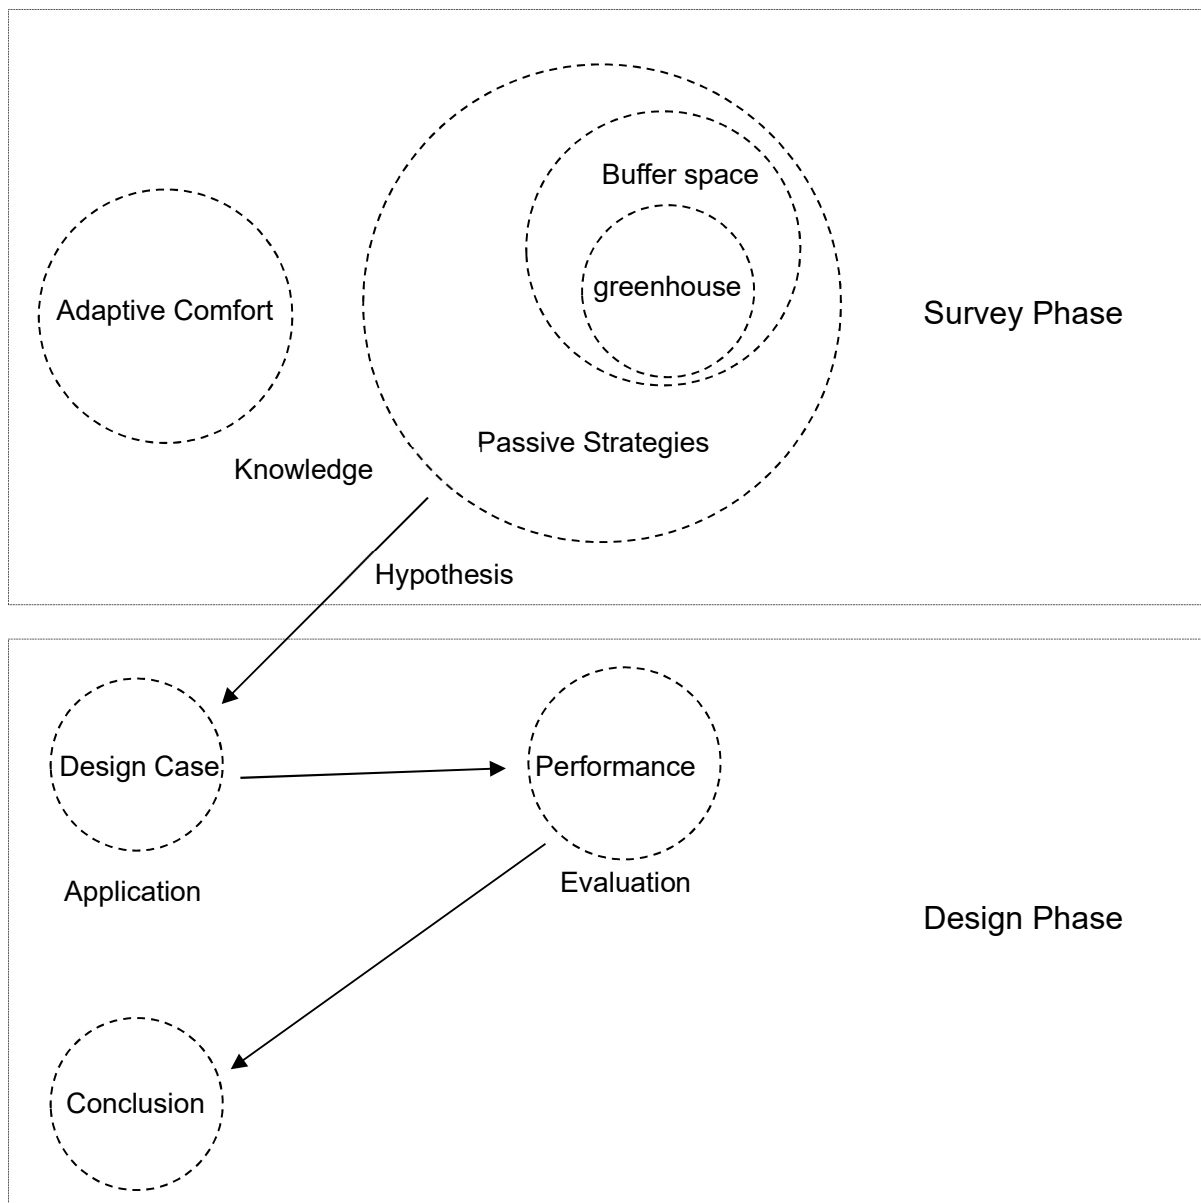 Buffer space
greenhouse
Adaptive Comfort
Survey Phase
Passive Strategies
Knowledge
Hypothesis
Design Case
Performance
Application
Evaluation
Design Phase
Conclusion